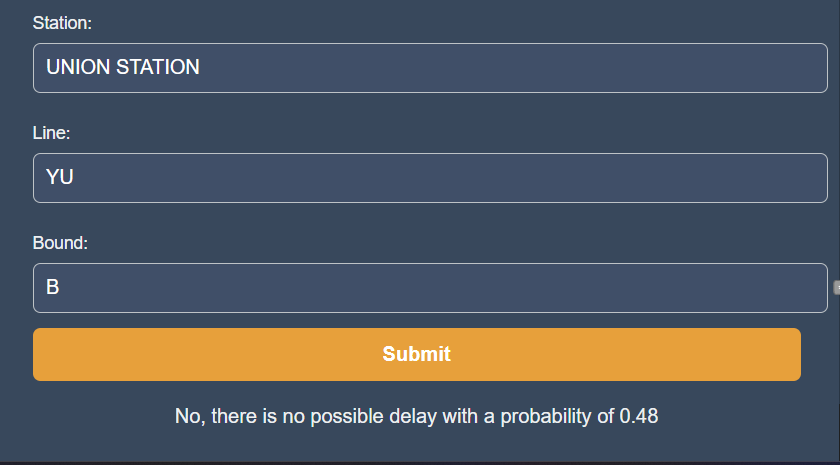 Station:
UNION STATION
Line:
YU
Bound:
B
Submit
No, there is no possible delay with a probability of 0.48